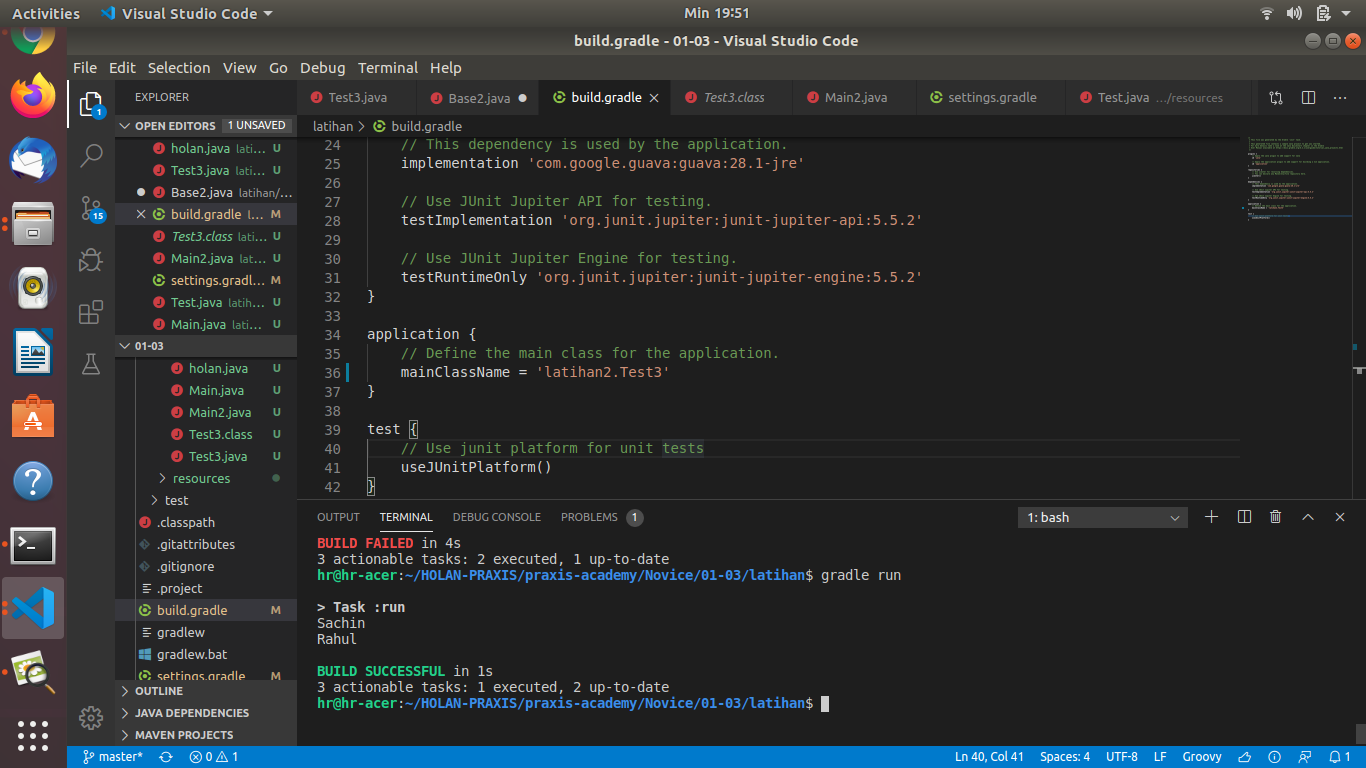 Activities Visual Studio Code Min 19:51
build.gradle - 01-03 - Visual Studio Code
File Edit Selection View Go Debug Terminal Help
EXPLORER
OPEN EDITORS 1 UNSAVED
holan.java lati... U
Test3.java lati... U
Base2.java latihan/...
build.gradle l... M
Test3.class lati... U
Main2.java lat... U
settings.gradl... M
Test.java latih... U
Main.java lati... U
01-03
holan.java U
Main.java U
Main2.java U
Test3.class U
Test3.java U
resources
test
.classpath
.gitattributes
.gitignore
.project
build.gradle M
gradlew
gradlew.bat
settings.gradle M
OUTLINE
JAVA DEPENDENCIES
MAVEN PROJECTS
1
15
Test3.java Base2.java build.gradle Test3.class Main2.java settings.gradle Test.java .../resources
latihan > build.gradle
24 // This dependency is used by the application.
25 implementation 'com.google.guava:guava:28.1-jre'
26
27 // Use JUnit Jupiter API for testing.
28 testImplementation 'org.junit.jupiter:junit-jupiter-api:5.5.2'
29
30 // Use JUnit Jupiter Engine for testing.
31 testRuntimeOnly 'org.junit.jupiter:junit-jupiter-engine:5.5.2'
32 }
33
34 application {
35 // Define the main class for the application.
36 mainClassName = 'latihan2.Test3'
37 }
38
39 test {
40 // Use junit platform for unit tests
41 useJUnitPlatform()
42 }
OUTPUT TERMINAL DEBUG CONSOLE PROBLEMS 1 1: bash
BUILD FAILED in 4s
3 actionable tasks: 2 executed, 1 up-to-date
hr@hr-acer:~/HOLAN-PRAXIS/praxis-academy/Novice/01-03/latihan$ gradle run
> Task :run
Sachin
Rahul
BUILD SUCCESSFUL in 1s
3 actionable tasks: 1 executed, 2 up-to-date
hr@hr-acer:~/HOLAN-PRAXIS/praxis-academy/Novice/01-03/latihan$
master* 0 1 Ln 40, Col 41 Spaces: 4 UTF-8 LF Groovy 1